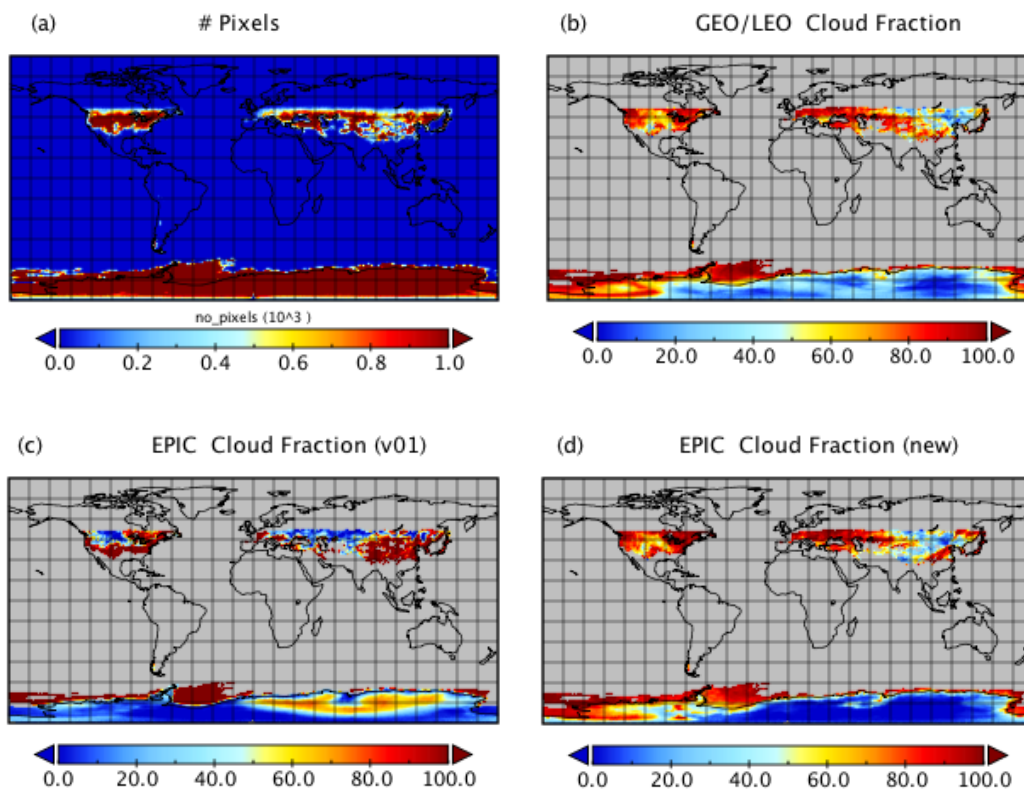 (a) # Pixels
(b) GEO/LEO Cloud Fraction
no_pixels (10^3 )
0.0 0.2 0.4 0.6 0.8 1.0
0.0 20.0 40.0 60.0 80.0 100.0
(c) EPIC Cloud Fraction (v01)
(d) EPIC Cloud Fraction (new)
0.0 20.0 40.0 60.0 80.0 100.0
0.0 20.0 40.0 60.0 80.0 100.0